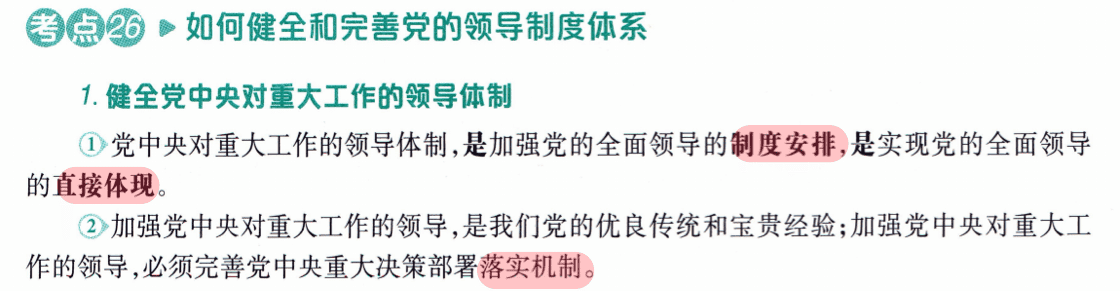 考点26 ▶ 如何健全和完善党的领导制度体系
1. 健全党中央对重大工作的领导体制
①党中央对重大工作的领导体制,是加强党的全面领导的制度安排,是实现党的全面领导
的直接体现。
②加强党中央对重大工作的领导,是我们党的优良传统和宝贵经验;加强党中央对重大工
作的领导,必须完善党中央重大决策部署落实机制。